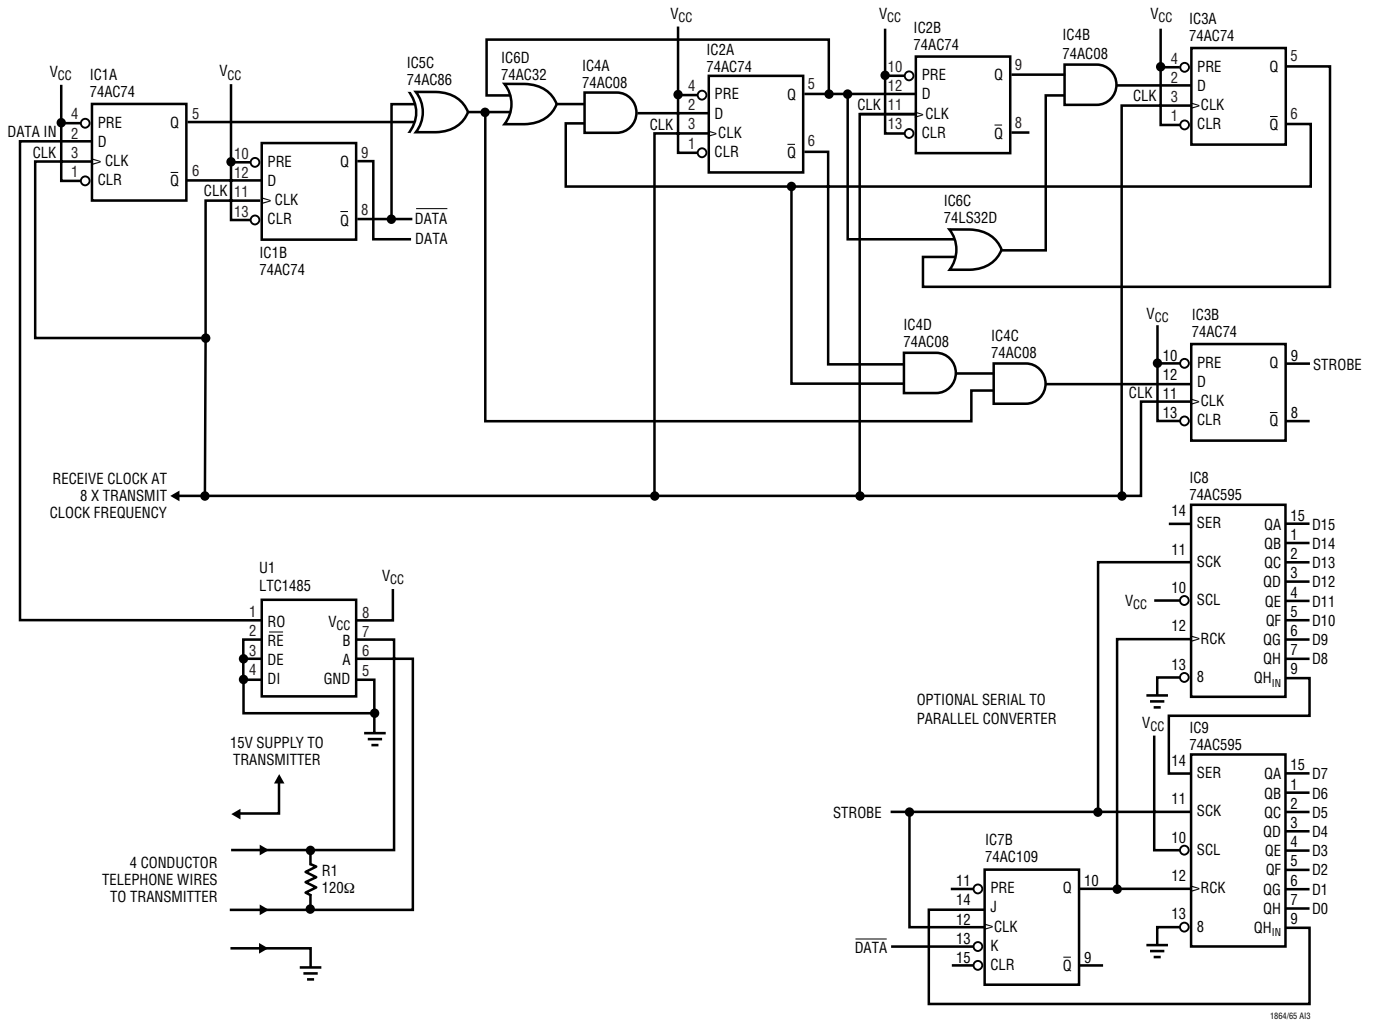 VCC
IC1A
74AC74
4
PRE
Q
5
DATA IN
2
D
CLK
3
CLK
1
CLR
Q̅
6
VCC
10
PRE
Q
9
12
D
CLK
11
CLK
13
CLR
Q̅
8
IC1B
74AC74
D̅A̅T̅A̅
DATA
IC5C
74AC86
IC6D
74AC32
IC4A
74AC08
VCC
IC2A
74AC74
4
PRE
Q
5
2
D
CLK
3
CLK
1
CLR
Q̅
6
VCC
IC2B
74AC74
10
PRE
Q
9
12
D
CLK
11
CLK
13
CLR
Q̅
8
IC4B
74AC08
VCC
IC3A
74AC74
4
PRE
Q
5
2
D
CLK
3
CLK
1
CLR
Q̅
6
IC6C
74LS32D
IC4D
74AC08
IC4C
74AC08
VCC
IC3B
74AC74
10
PRE
Q
9
STROBE
12
D
CLK
11
CLK
13
CLR
Q̅
8
RECEIVE CLOCK AT
8 X TRANSMIT
CLOCK FREQUENCY
U1
LTC1485
VCC
1
RO
VCC
8
2
R̅E̅
B
7
3
DE
A
6
4
DI
GND
5
15V SUPPLY TO
TRANSMITTER
4 CONDUCTOR
TELEPHONE WIRES
TO TRANSMITTER
R1
120Ω
OPTIONAL SERIAL TO
PARALLEL CONVERTER
IC8
74AC595
14
SER
QA
15
D15
QB
1
D14
11
SCK
QC
2
D13
QD
3
D12
VCC
10
SCL
QE
4
D11
QF
5
D10
12
RCK
QG
6
D9
QH
7
D8
13
8
QHIN
9
VCC
IC9
74AC595
14
SER
QA
15
D7
QB
1
D6
11
SCK
QC
2
D5
QD
3
D4
10
SCL
QE
4
D3
QF
5
D2
12
RCK
QG
6
D1
QH
7
D0
13
8
QHIN
9
STROBE
IC7B
74AC109
11
PRE
Q
10
14
J
12
CLK
D̅A̅T̅A̅
13
K
15
CLR
Q̅
9
1864/65 AI3